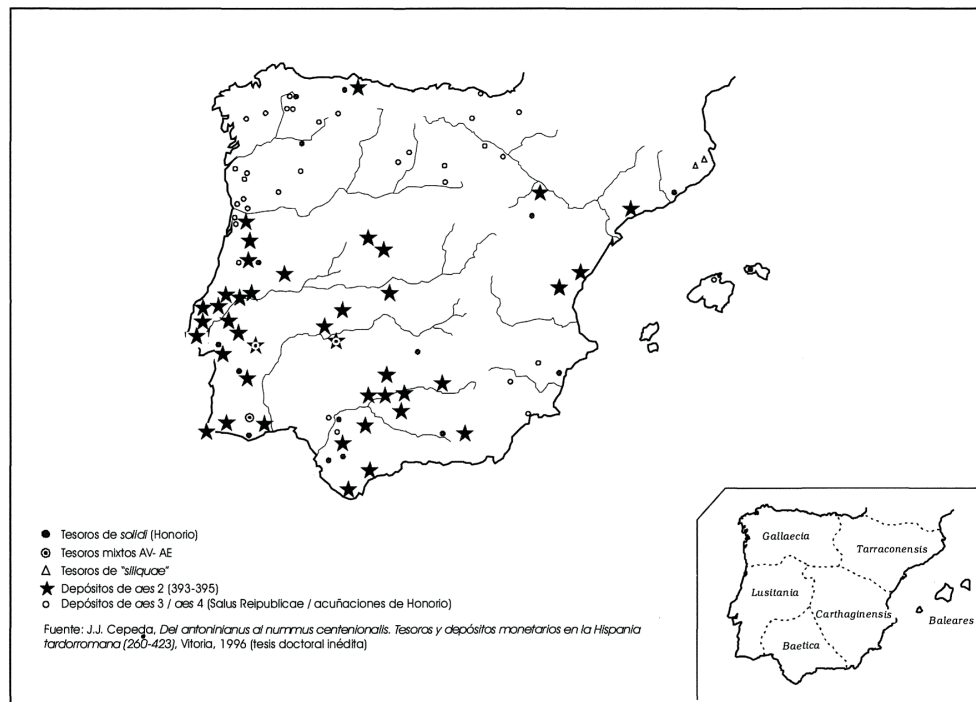 Tesoros de solidi (Honorio)
Tesoros mixtos AV- AE
Tesoros de "siliquae"
Depósitos de aes 2 (393-395)
Depósitos de aes 3 / aes 4 (Salus Reipublicae / acuñaciones de Honorio)
Fuente: J.J. Cepeda, Del antoninianus al nummus centenionalis. Tesoros y depósitos monetarios en la Hispania
tardorromana (260-423), Vitoria, 1996 (tesis doctoral inédita)
Gallaecia
Tarraconensis
Lusitania
Carthaginensis
Baleares
Baetica